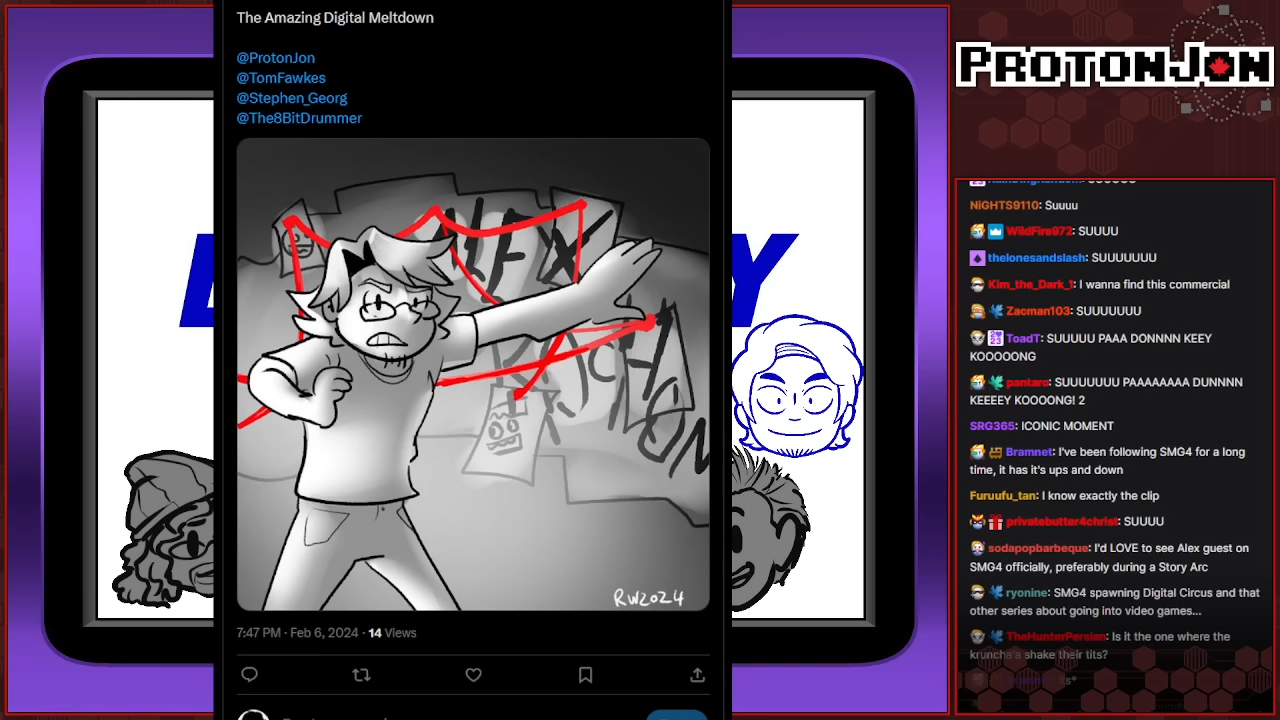 The Amazing Digital Meltdown
@ProtonJon
@TomFawkes
@Stephen_Georg
@The8BitDrummer
RW2024
7:47 PM · Feb 6, 2024 · 14 Views
Y
PROTONJON
NiGHTS9110: Suuuu
WildFire972: SUUUU
thelonesandslash: SUUUUUUU
Kim_the_Dark_1: I wanna find this commercial
Zacman103: SUUUUUUU
ToadT: SUUUUU PAAA DONNNN KEEY
KOOOOONG
pantaro: SUUUUUUU PAAAAAAAA DUNNNN
KEEEEY KOOOONG! 2
SRG365: ICONIC MOMENT
Bramnet: I've been following SMG4 for a long
time, it has it's ups and down
Furuufu_tan: I know exactly the clip
privatebutter4christ: SUUUU
sodapopbarbeque: I'd LOVE to see Alex guest on
SMG4 officially, preferably during a Story Arc
ryonine: SMG4 spawning Digital Circus and that
other series about going into video games...
TheHunterPersian: Is it the one where the
kruncha's shake their tits?